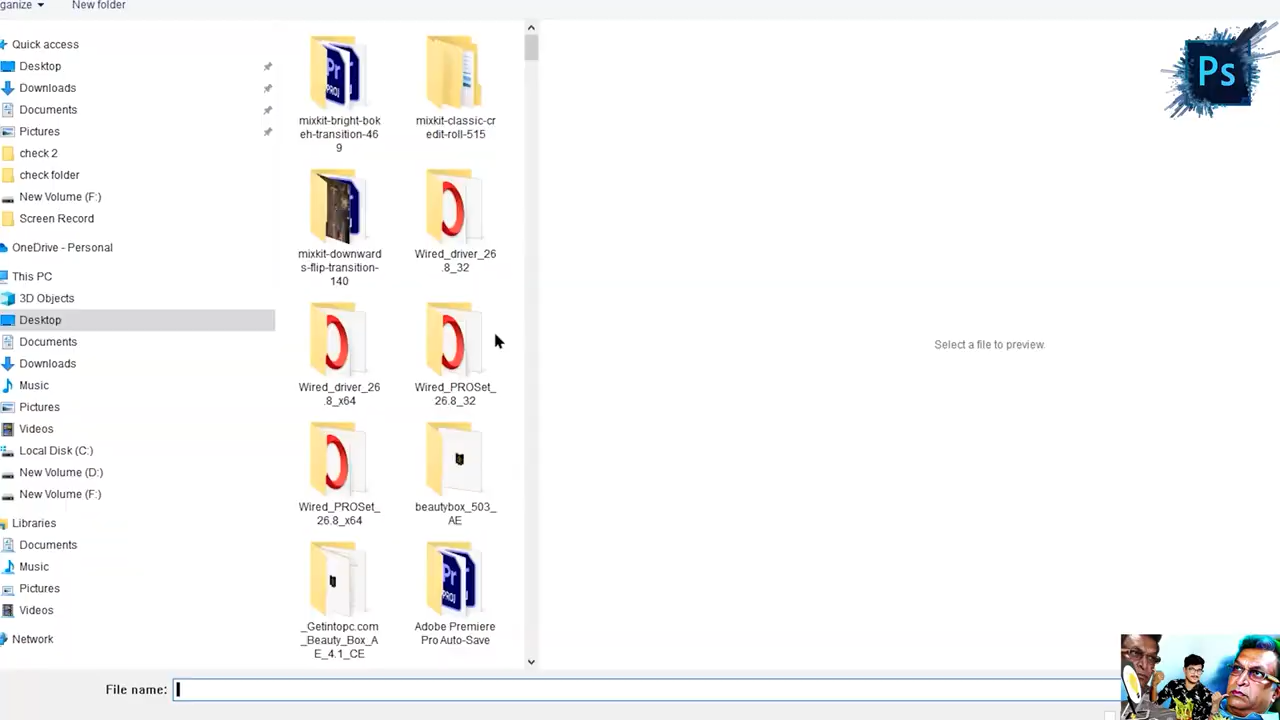 ganize
New folder
Quick access
Desktop
Downloads
Documents
Pictures
check 2
check folder
New Volume (F:)
Screen Record
OneDrive - Personal
This PC
3D Objects
Desktop
Documents
Downloads
Music
Pictures
Videos
Local Disk (C:)
New Volume (D:)
New Volume (F:)
Libraries
Documents
Music
Pictures
Videos
Network
mixkit-bright-bok
eh-transition-46
9
mixkit-classic-cr
edit-roll-515
mixkit-downward
s-flip-transition-
140
Wired_driver_26
.8_32
Wired_driver_26
.8_x64
Wired_PROSet_
26.8_32
Wired_PROSet_
26.8_x64
beautybox_503_
AE
_Getintopc.com
_Beauty_Box_A
E_4.1_CE
Adobe Premiere
Pro Auto-Save
Select a file to preview.
File name:
Ps